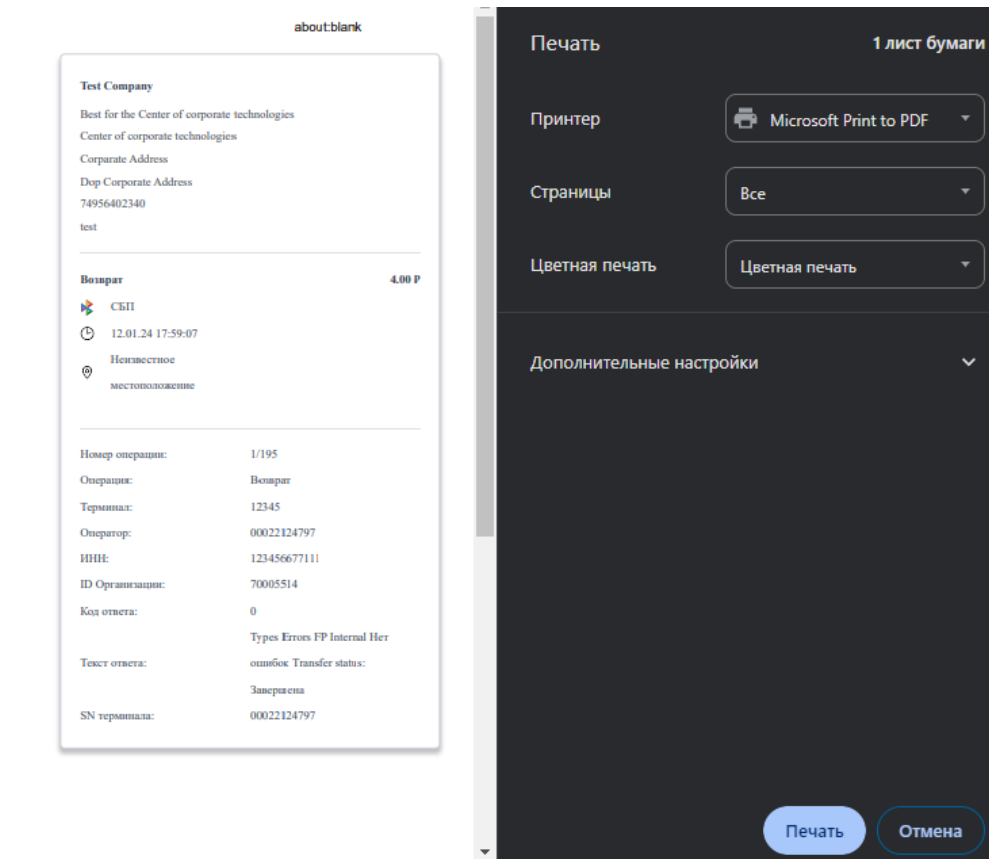 about:blank
Test Company
Best for the Center of corporate technologies
Center of corporate technologies
Corparate Address
Dop Corporate Address
74956402340
test
Возврат 4.00 Р
СБП
12.01.24 17:59:07
Неизвестное
местоположение
Номер операции: 1/195
Операция: Возврат
Терминал: 12345
Оператор: 00022124797
ИНН: 123456677111
ID Организации: 70005514
Код ответа: 0
Types Errors FP Internal Нет
Текст ответа: ошибок Transfer status:
Завершена
SN терминала: 00022124797
Печать 1 лист бумаги
Принтер Microsoft Print to PDF
Страницы Все
Цветная печать Цветная печать
Дополнительные настройки
Печать Отмена